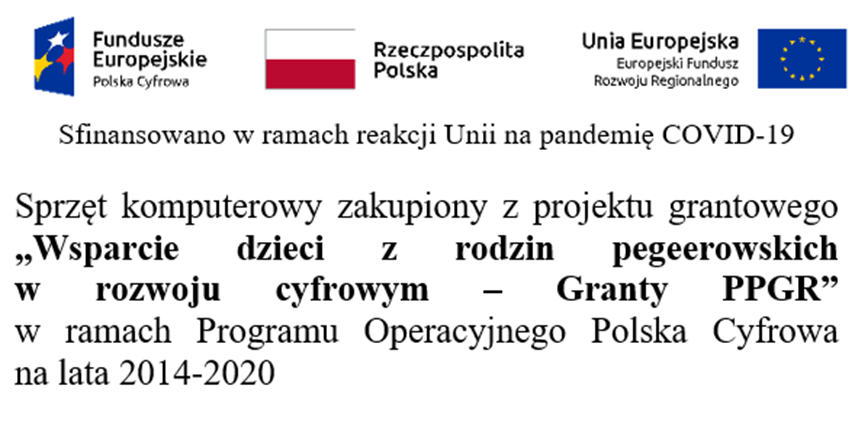 Fundusze
Europejskie
Polska Cyfrowa
Rzeczpospolita
Polska
Unia Europejska
Europejski Fundusz
Rozwoju Regionalnego
Sfinansowano w ramach reakcji Unii na pandemię COVID-19
Sprzęt komputerowy zakupiony z projektu grantowego
„Wsparcie dzieci z rodzin pegeerowskich
w rozwoju cyfrowym – Granty PPGR”
w ramach Programu Operacyjnego Polska Cyfrowa
na lata 2014-2020